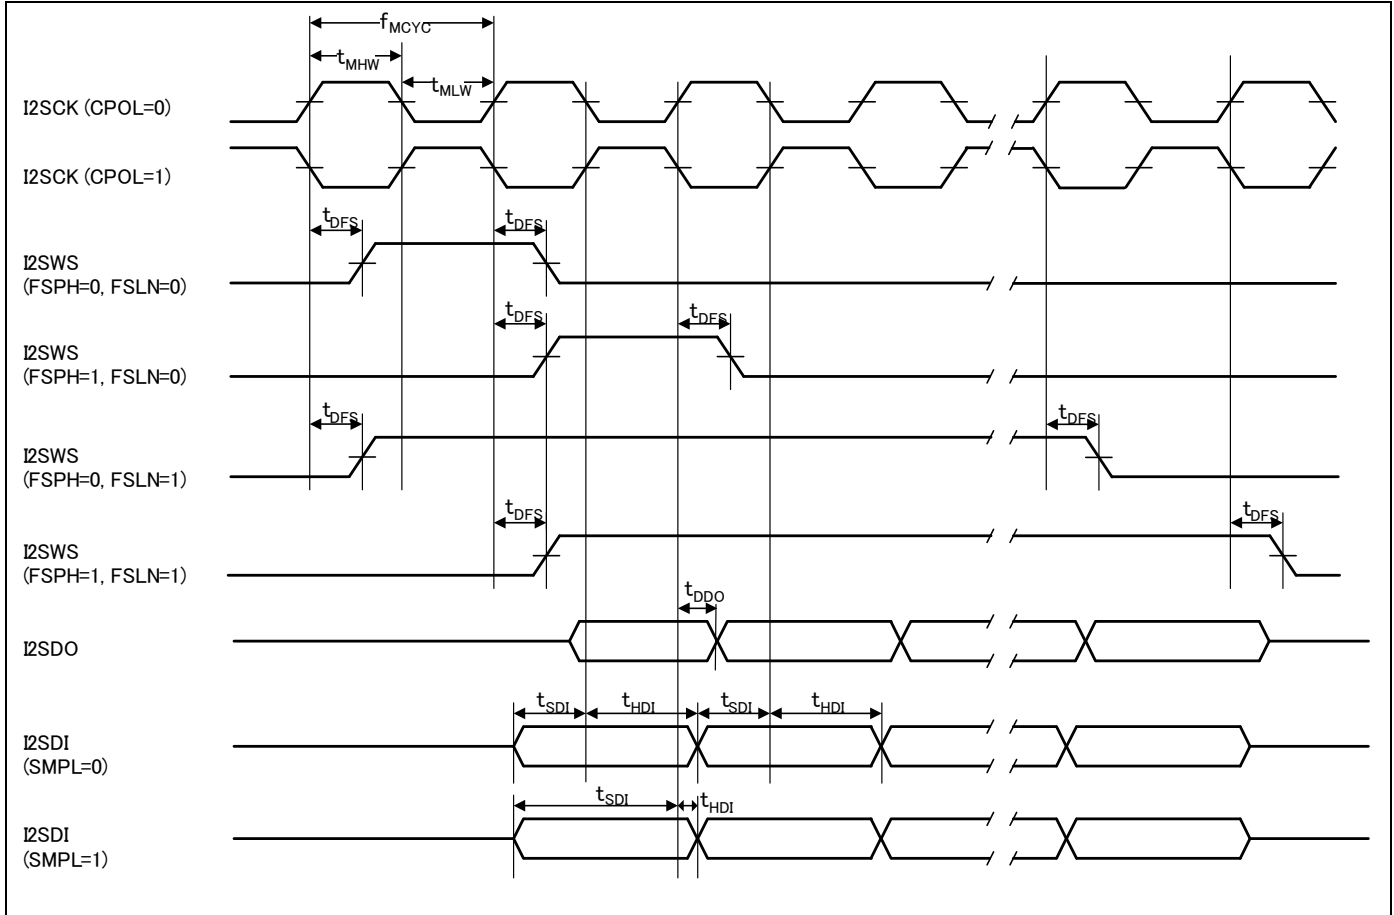 fMCYC
tMHW
tMLW
I2SCK (CPOL=0)
I2SCK (CPOL=1)
tDFS tDFS
I2SWS
(FSPH=0, FSLN=0)
tDFS tDFS
I2SWS
(FSPH=1, FSLN=0)
tDFS tDFS
I2SWS
(FSPH=0, FSLN=1)
tDFS tDFS
I2SWS
(FSPH=1, FSLN=1)
tDDO
I2SDO
tSDI tHDI tSDI tHDI
I2SDI
(SMPL=0)
tSDI tHDI
I2SDI
(SMPL=1)